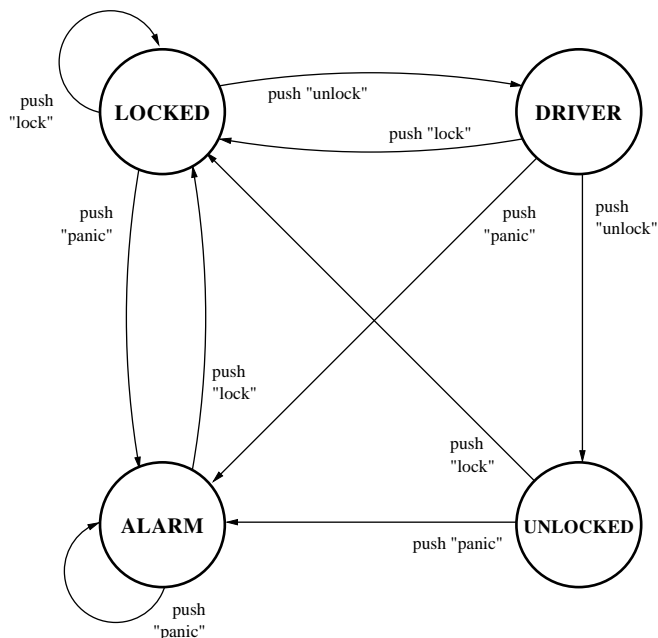 push
"lock"
LOCKED
push "unlock"
push "lock"
DRIVER
push
"panic"
push
"panic"
push
"unlock"
push
"lock"
push
"lock"
ALARM
push "panic"
UNLOCKED
push
"panic"